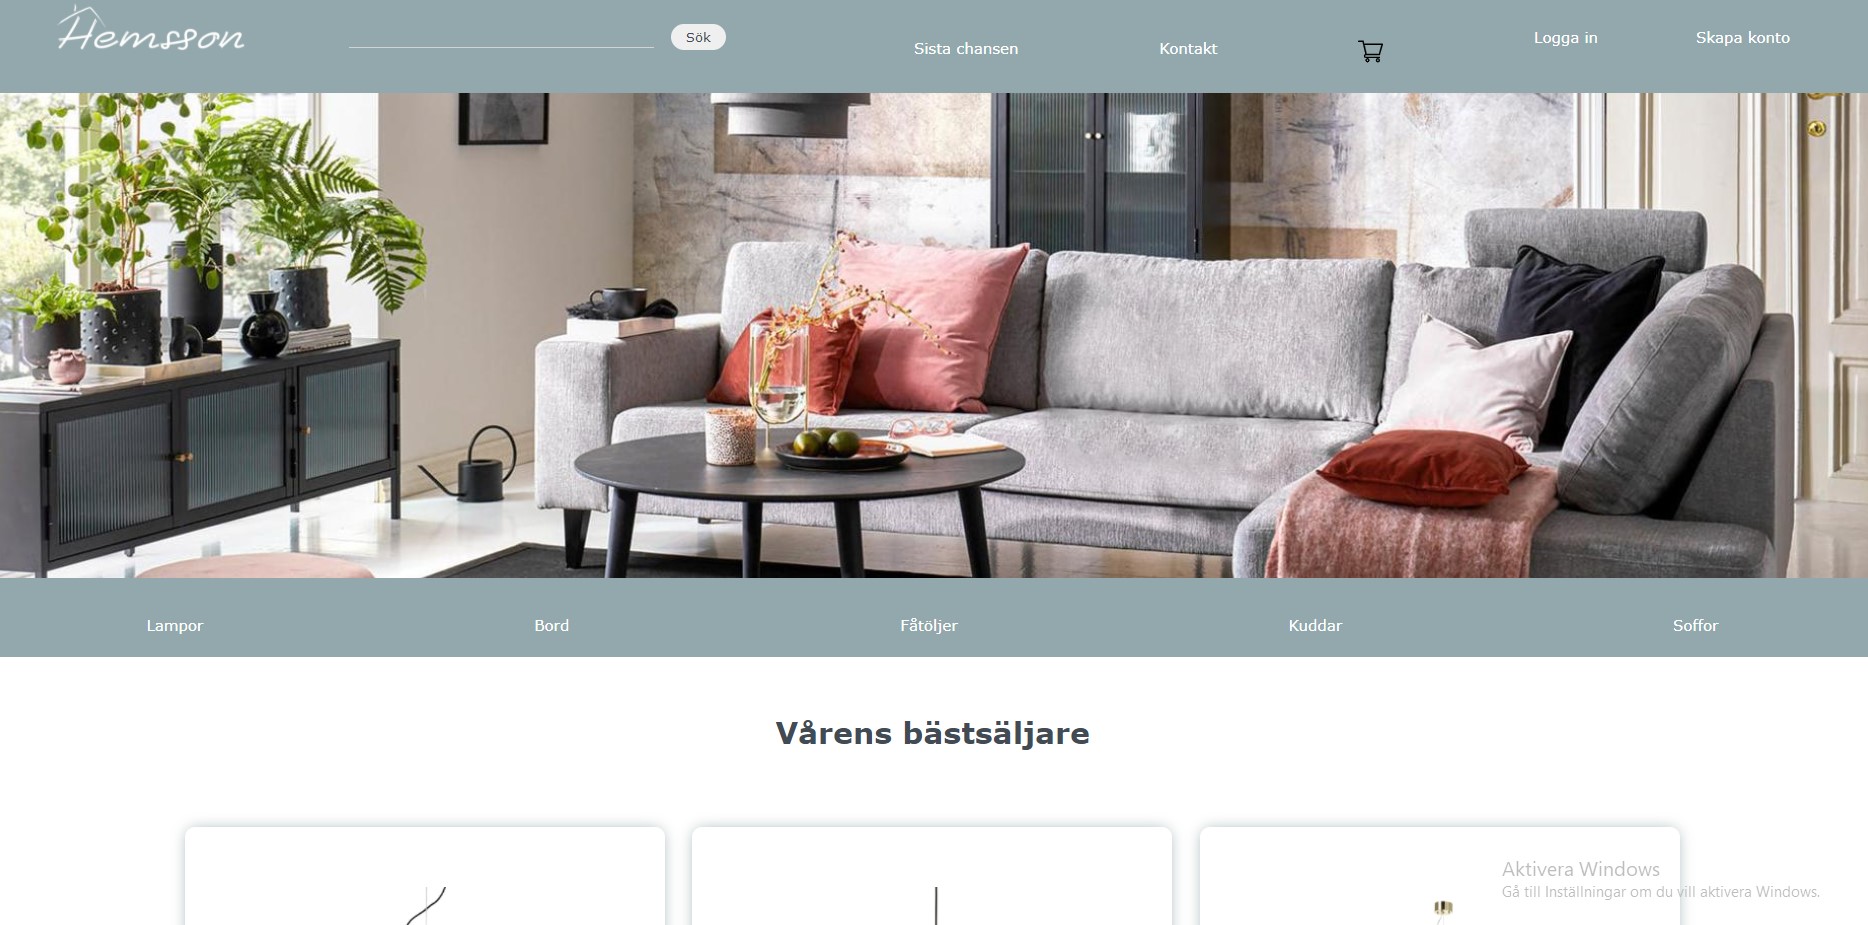 Hemsson
Sök
Sista chansen
Kontakt
Logga in
Skapa konto
Lampor
Bord
Fåtöljer
Kuddar
Soffor
Vårens bästsäljare
Aktivera Windows
Gå till Inställningar om du vill aktivera Windows.